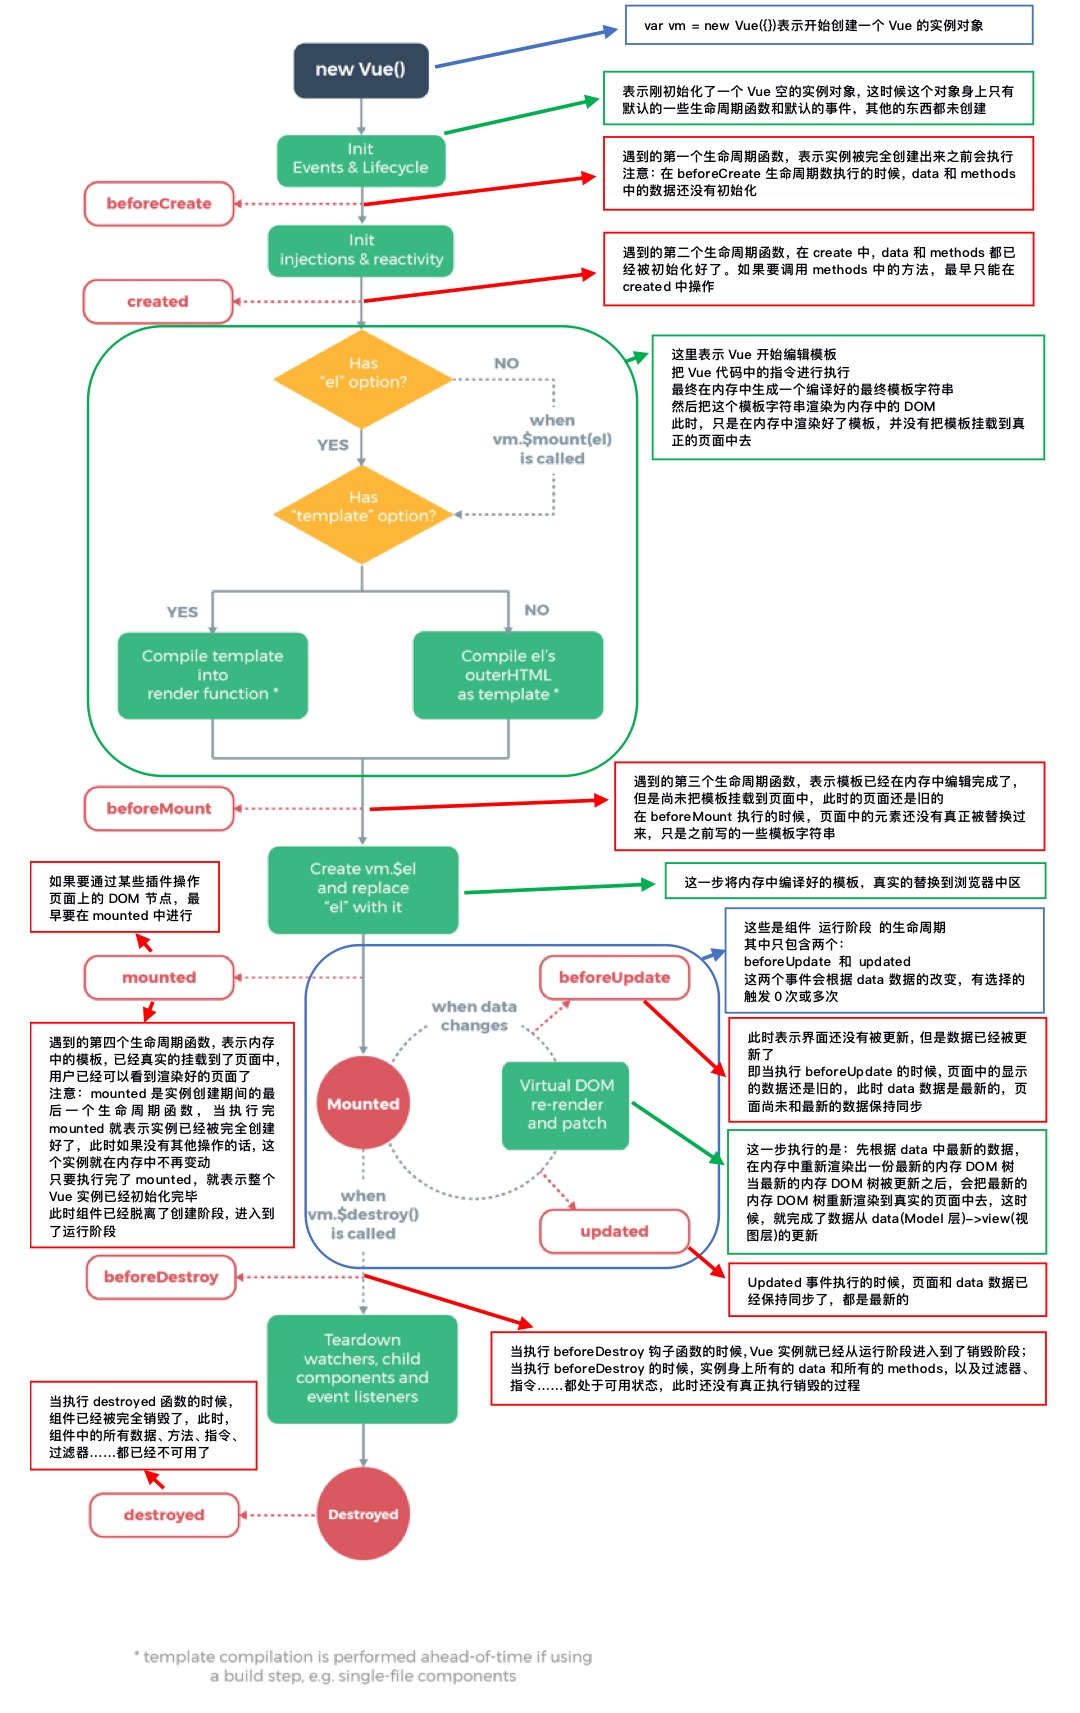 var vm = new Vue({})表示开始创建一个 Vue 的实例对象
new Vue()
表示刚初始化了一个 Vue 空的实例对象，这时候这个对象身上只有
默认的一些生命周期函数和默认的事件，其他的东西都未创建
Init
Events & Lifecycle
遇到的第一个生命周期函数，表示实例被完全创建出来之前会执行
注意：在 beforeCreate 生命周期数执行的时候，data 和 methods
中的数据还没有初始化
beforeCreate
Init
injections & reactivity
遇到的第二个生命周期函数，在 create 中，data 和 methods 都已
经被初始化好了。如果要调用 methods 中的方法，最早只能在
created 中操作
created
这里表示 Vue 开始编辑模板
把 Vue 代码中的指令进行执行
最终在内存中生成一个编译好的最终模板字符串
然后把这个模板字符串渲染为内存中的 DOM
此时，只是在内存中渲染好了模板，并没有把模板挂载到真
正的页面中去
Has
“el” option?
NO
when
vm.$mount(el)
is called
YES
Has
“template” option?
YES
NO
Compile template
into
render function *
Compile el’s
outerHTML
as template *
遇到的第三个生命周期函数，表示模板已经在内存中编辑完成了，
但是尚未把模板挂载到页面中，此时的页面还是旧的
在 beforeMount 执行的时候，页面中的元素还没有真正被替换过
来，只是之前写的一些模板字符串
beforeMount
Create vm.$el
and replace
“el” with it
这一步将内存中编译好的模板，真实的替换到浏览器中区
如果要通过某些插件操作
页面上的 DOM 节点，最
早要在 mounted 中进行
mounted
这些是组件 运行阶段 的生命周期
其中只包含两个：
beforeUpdate 和 updated
这两个事件会根据 data 数据的改变，有选择的
触发 0 次或多次
beforeUpdate
when data
changes
遇到的第四个生命周期函数，表示内存
中的模板，已经真实的挂载到了页面中，
用户已经可以看到渲染好的页面了
注意：mounted 是实例创建期间的最
后一个生命周期函数，当执行完
mounted 就表示实例已经被完全创建
好了，此时如果没有其他操作的话，这
个实例就在内存中不再变动
只要执行完了 mounted，就表示整个
Vue 实例已经初始化完毕
此时组件已经脱离了创建阶段，进入到
了运行阶段
此时表示界面还没有被更新，但是数据已经被更
新了
即当执行 beforeUpdate 的时候，页面中的显示
的数据还是旧的，此时 data 数据是最新的，页
面尚未和最新的数据保持同步
Mounted
Virtual DOM
re-render
and patch
这一步执行的是：先根据 data 中最新的数据，
在内存中重新渲染出一份最新的内存 DOM 树
当最新的内存 DOM 树被更新之后，会把最新的
内存 DOM 树重新渲染到真实的页面中去，这时
候，就完成了数据从 data(Model 层)–>view(视
图层)的更新
when
vm.$destroy()
is called
updated
Updated 事件执行的时候，页面和 data 数据已
经保持同步了，都是最新的
beforeDestroy
当执行 beforeDestroy 钩子函数的时候，Vue 实例就已经从运行阶段进入到了销毁阶段；
当执行 beforeDestroy 的时候，实例身上所有的 data 和所有的 methods，以及过滤器、
指令……都处于可用状态，此时还没有真正执行销毁的过程
Teardown
watchers, child
components and
event listeners
当执行 destroyed 函数的时候，
组件已经被完全销毁了，此时，
组件中的所有数据、方法、指令、
过滤器……都已经不可用了
destroyed
Destroyed
* template compilation is performed ahead-of-time if using
a build step, e.g. single-file components